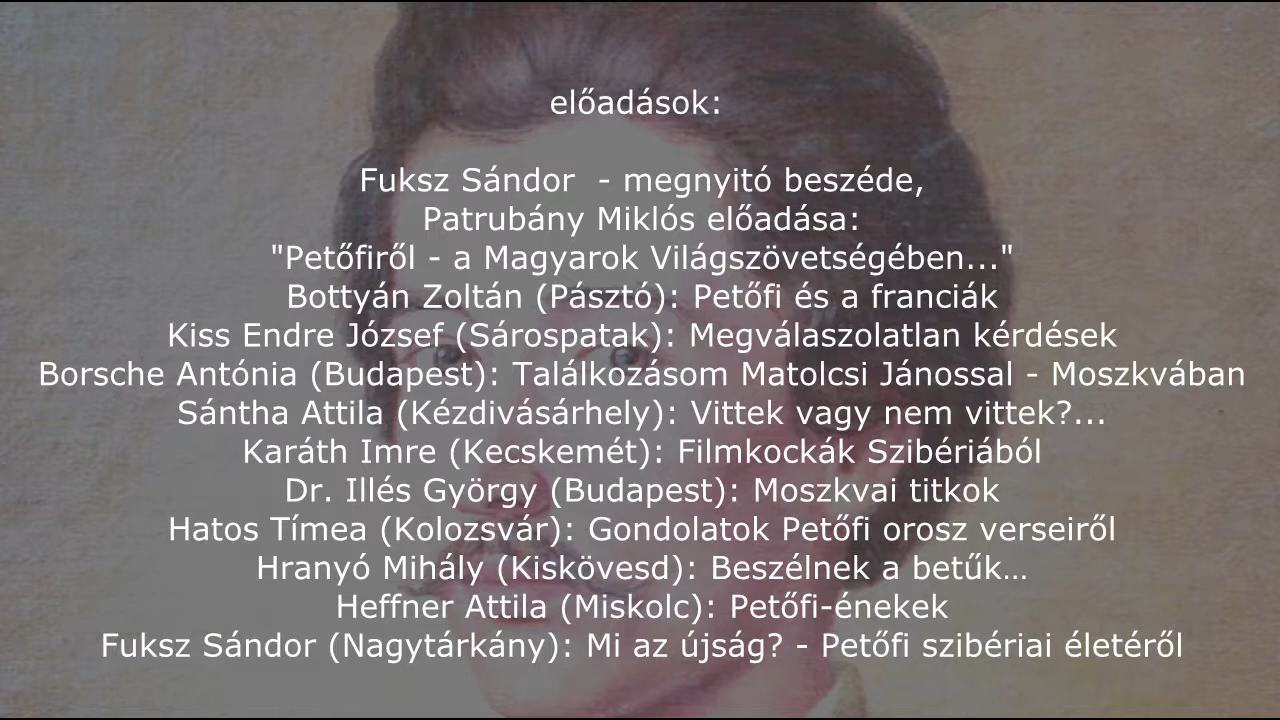 előadások:
Fuksz Sándor - megnyitó beszéde,
Patrubány Miklós előadása:
"Petőfiről - a Magyarok Világszövetségében..."
Bottyán Zoltán (Pásztó): Petőfi és a franciák
Kiss Endre József (Sárospatak): Megválaszolatlan kérdések
Borsche Antónia (Budapest): Találkozásom Matolcsi Jánossal - Moszkvában
Sántha Attila (Kézdivásárhely): Vittek vagy nem vittek?...
Karáth Imre (Kecskemét): Filmkockák Szibériából
Dr. Illés György (Budapest): Moszkvai titkok
Hatos Tímea (Kolozsvár): Gondolatok Petőfi orosz verseiről
Hranyó Mihály (Kiskövesd): Beszélnek a betűk…
Heffner Attila (Miskolc): Petőfi-énekek
Fuksz Sándor (Nagytárkány): Mi az újság? - Petőfi szibériai életéről